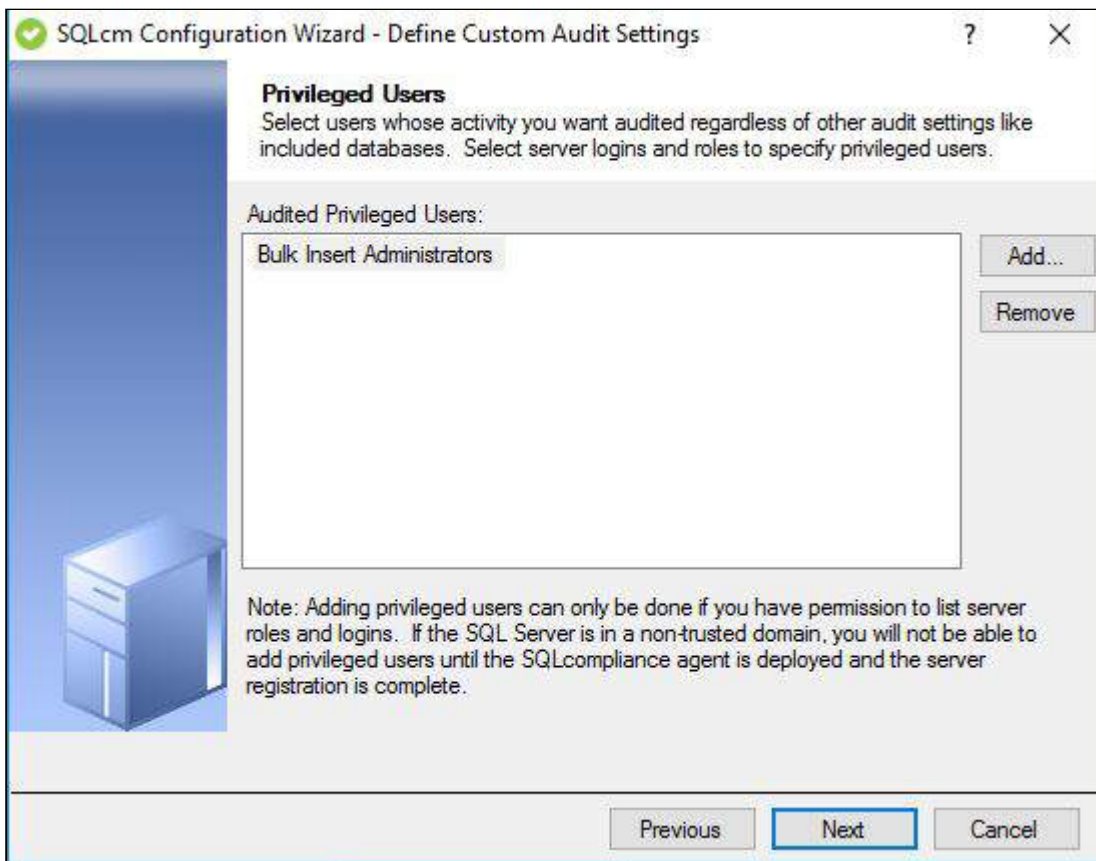 SQLcm Configuration Wizard - Define Custom Audit Settings
?
Privileged Users
Select users whose activity you want audited regardless of other audit settings like
included databases. Select server logins and roles to specify privileged users.
Audited Privileged Users:
Bulk Insert Administrators
Add...
Remove
Note: Adding privileged users can only be done if you have permission to list server
roles and logins. If the SQL Server is in a non-trusted domain, you will not be able to
add privileged users until the SQLcompliance agent is deployed and the server
registration is complete.
Previous
Next
Cancel